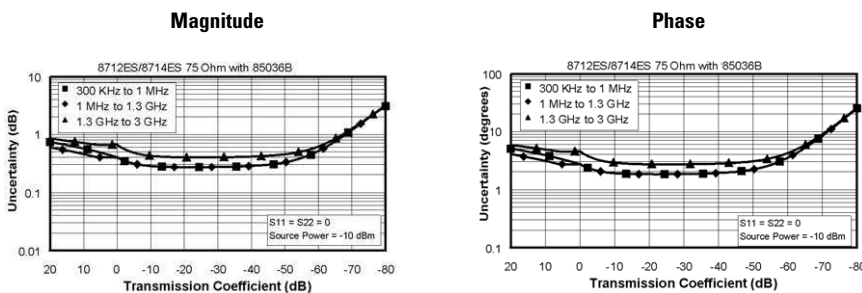 Magnitude
8712ES/8714ES 75 Ohm with 85036B
10
1
0.1
0.01
Uncertainty (dB)
300 KHz to 1 MHz
1 MHz to 1.3 GHz
1.3 GHz to 3 GHz
S11 = S22 = 0
Source Power = -10 dBm
20 10 0 -10 -20 -30 -40 -50 -60 -70 -80
Transmission Coefficient (dB)
Phase
8712ES/8714ES 75 Ohm with 85036B
100
10
1
0.1
Uncertainty (degrees)
300 KHz to 1 MHz
1 MHz to 1.3 GHz
1.3 GHz to 3 GHz
S11 = S22 = 0
Source Power = -10 dBm
20 10 0 -10 -20 -30 -40 -50 -60 -70 -80
Transmission Coefficient (dB)